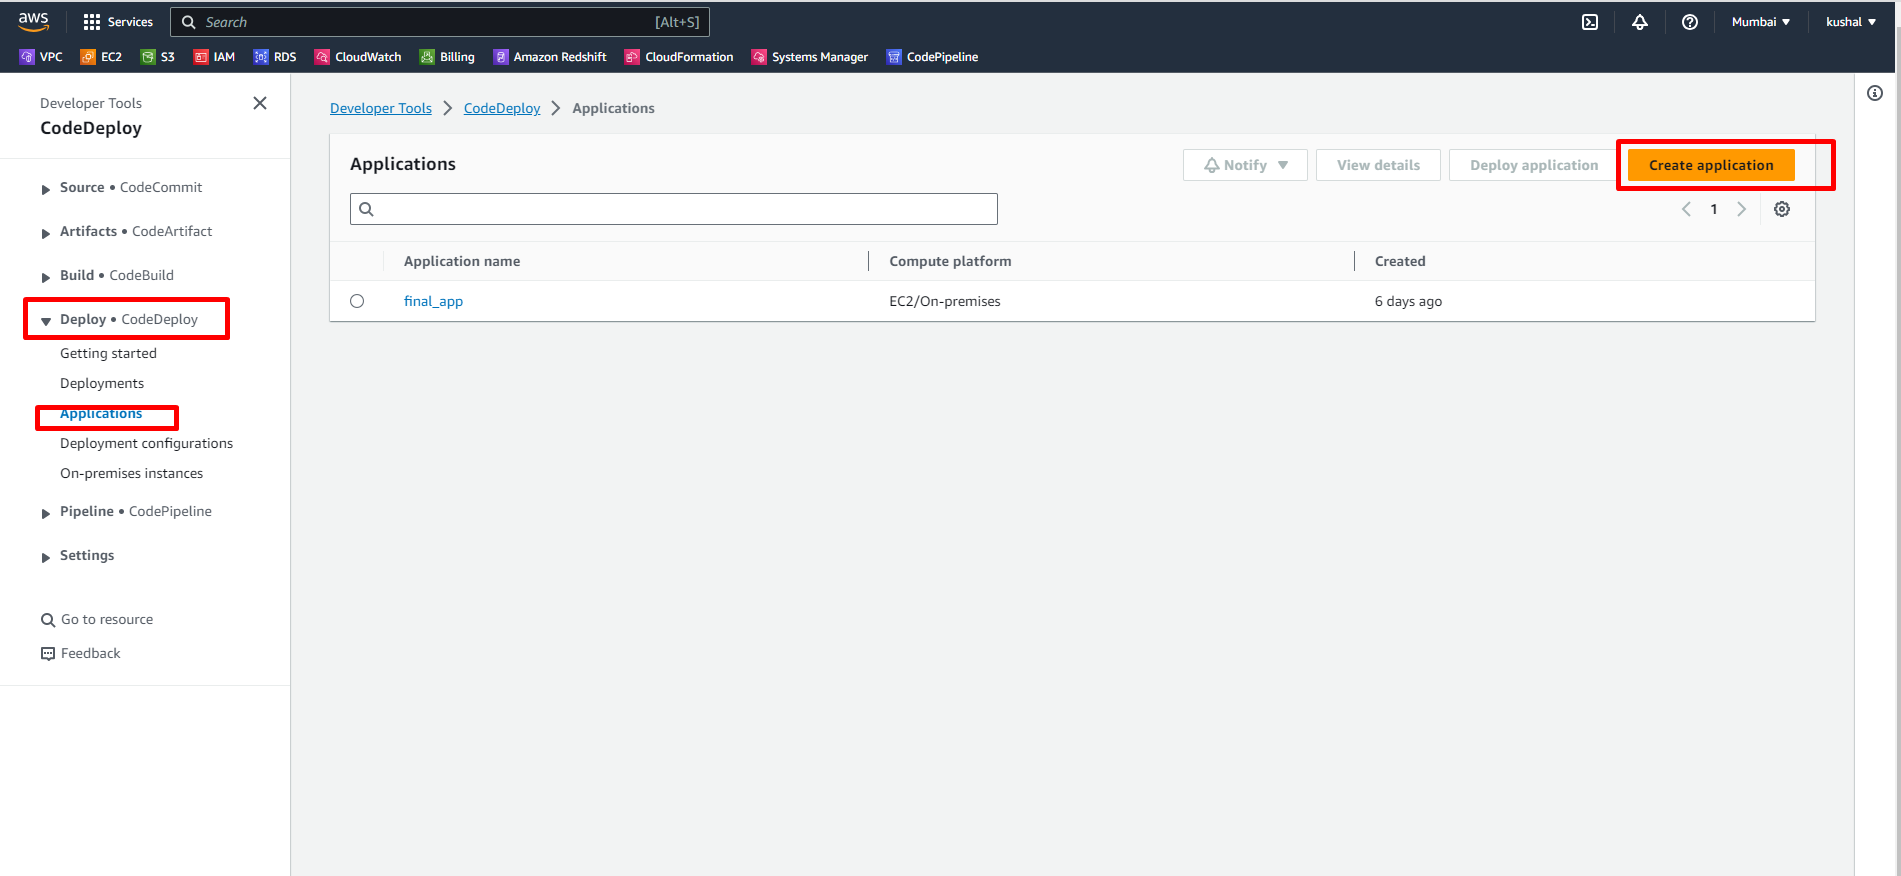 aws Services Search [Alt+S] Mumbai kushal
VPC EC2 S3 IAM RDS CloudWatch Billing Amazon Redshift CloudFormation Systems Manager CodePipeline
Developer Tools
CodeDeploy
Source • CodeCommit
Artifacts • CodeArtifact
Build • CodeBuild
Deploy • CodeDeploy
Getting started
Deployments
Applications
Deployment configurations
On-premises instances
Pipeline • CodePipeline
Settings
Go to resource
Feedback
Developer Tools CodeDeploy Applications
Applications Notify View details Deploy application Create application
1
Application name Compute platform Created
final_app EC2/On-premises 6 days ago